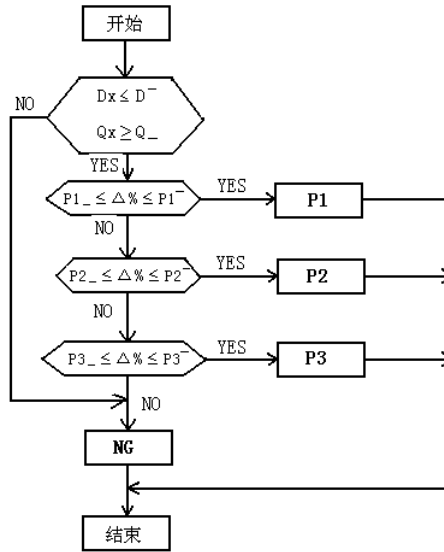 开始
NO
Dx ≤ D¯
Qx ≥ Q_
YES
P1_ ≤ △% ≤ P1¯
YES
P1
NO
P2_ ≤ △% ≤ P2¯
YES
P2
NO
P3_ ≤ △% ≤ P3¯
YES
P3
NO
NG
结束